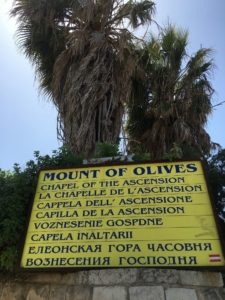 MOUNT OF OLIVES
CHAPEL OF THE ASCENSION
LA CHAPELLE DE L'ASCENSION
CAPPELA DELL' ASCENSIONE
CAPILLA DE LA ASCENSION
VOZNESENIE GOSPDNE
CAPELA INALTARII
ЕЛЕОНСКАЯ ГОРА ЧАСОВНЯ
ВОЗНЕСЕНИЯ ГОСПОДНЯ